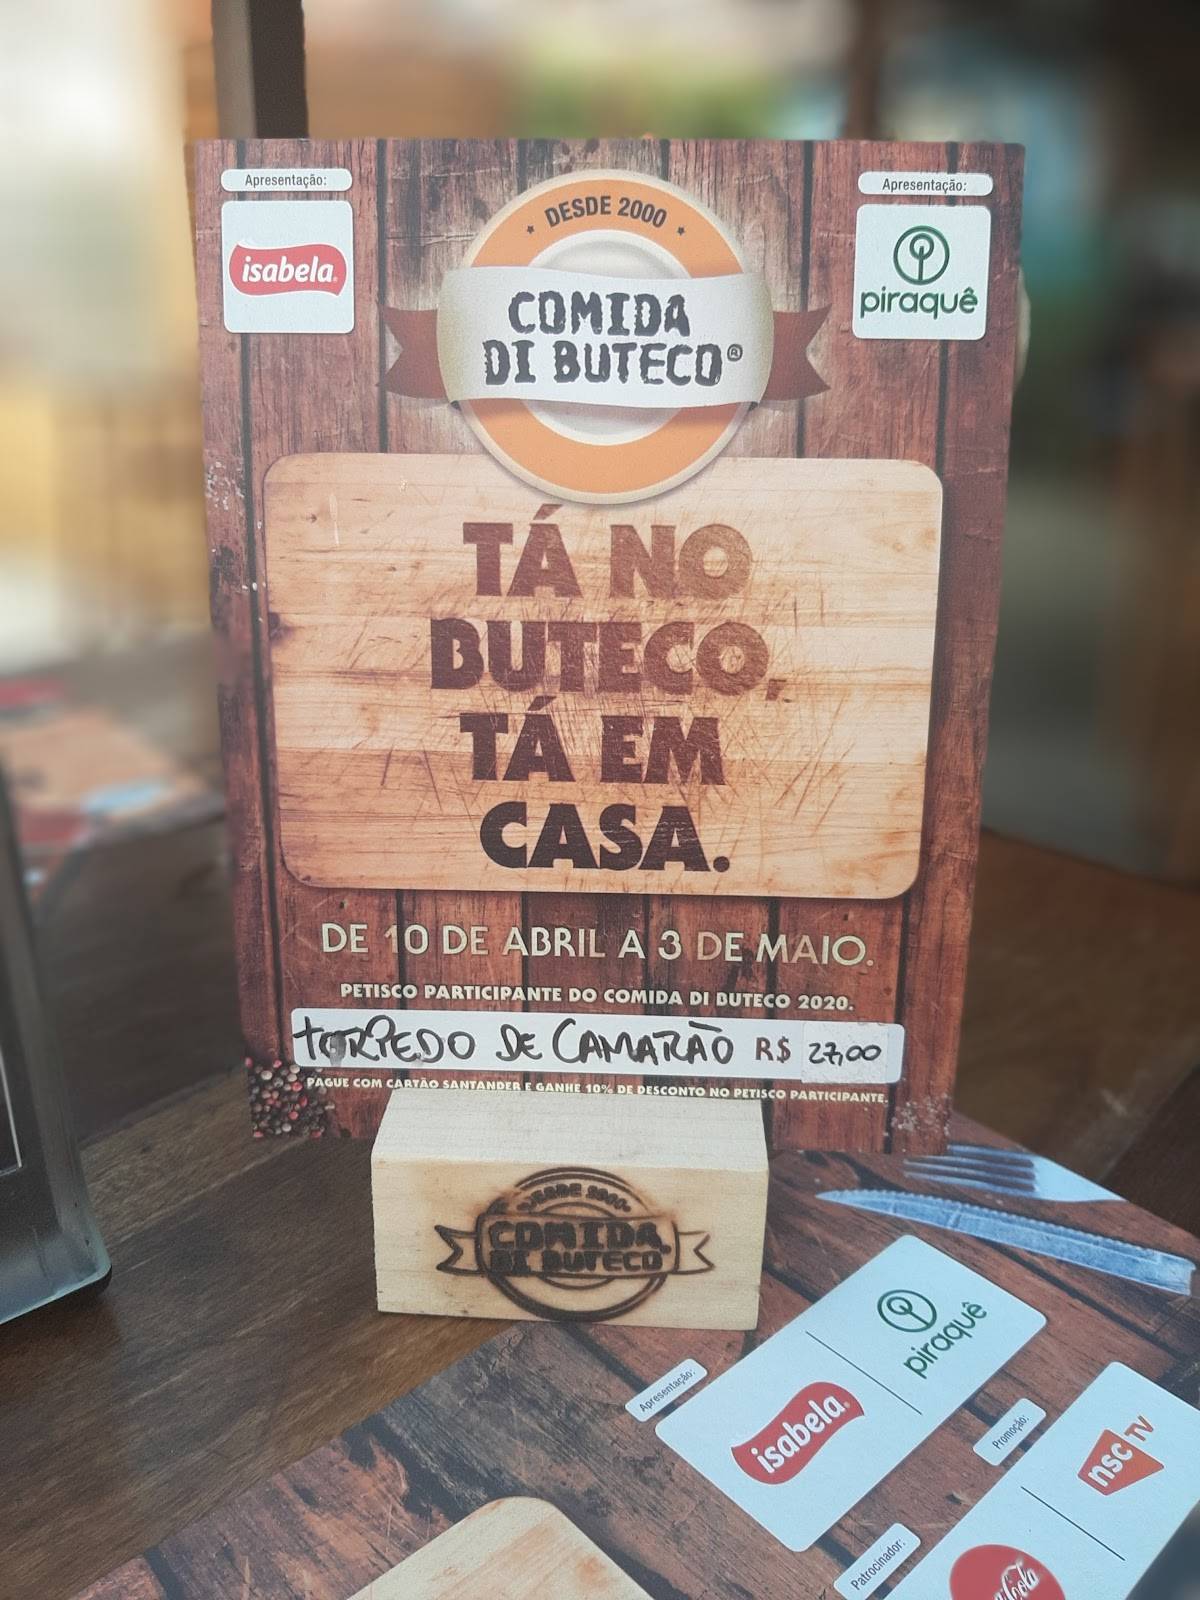 Apresentação:
isabela
Apresentação:
piraquê
DESDE 2000
COMIDA
DI BUTECO®
TÁ NO
BUTECO,
TÁ EM
CASA.
DE 10 DE ABRIL A 3 DE MAIO.
PETISCO PARTICIPANTE DO COMIDA DI BUTECO 2020.
TORPEDO DE CAMARÃO R$ 27,00
PAGUE COM CARTÃO SANTANDER E GANHE 10% DE DESCONTO NO PETISCO PARTICIPANTE.
DESDE 2000
COMIDA
DI BUTECO
Apresentação:
isabela
piraquê
Promoção:
nsc TV
Patrocinador:
Coca-Cola